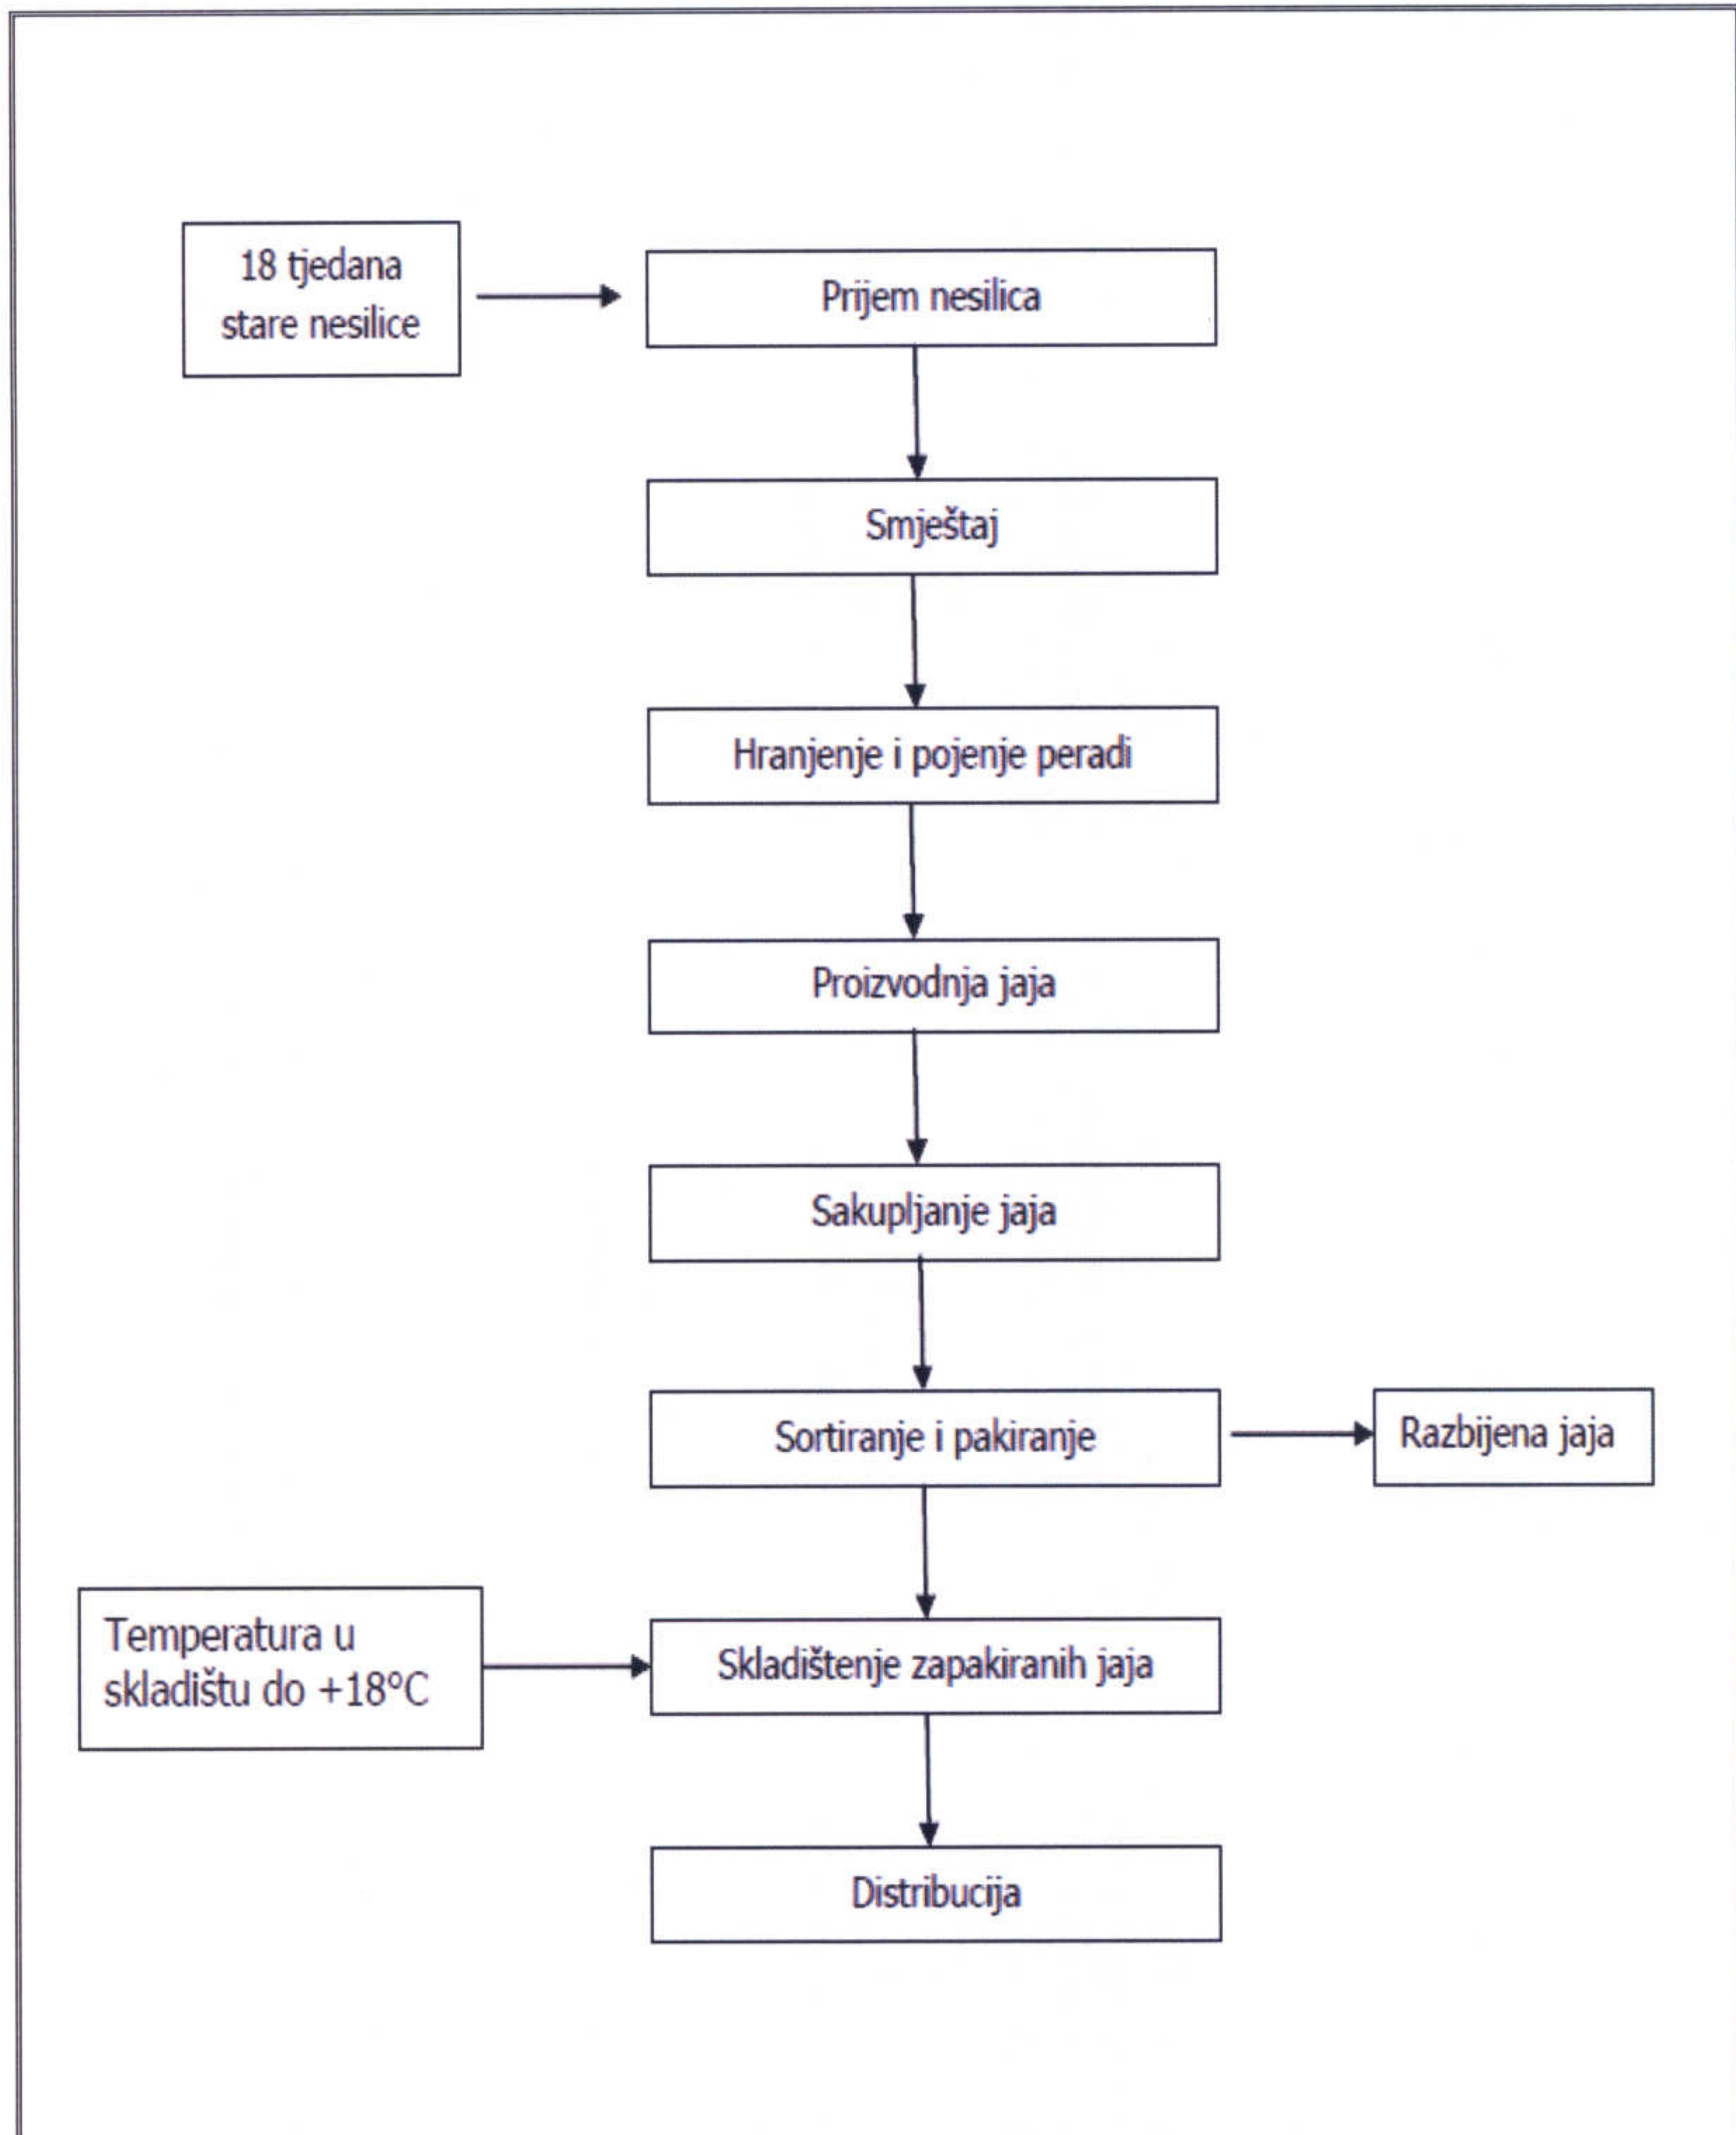 18 tjedana
stare nesilice
Prijem nesilica
Smještaj
Hranjenje i pojenje peradi
Proizvodnja jaja
Sakupljanje jaja
Sortiranje i pakiranje
Razbijena jaja
Temperatura u
skladištu do +18°C
Skladištenje zapakiranih jaja
Distribucija